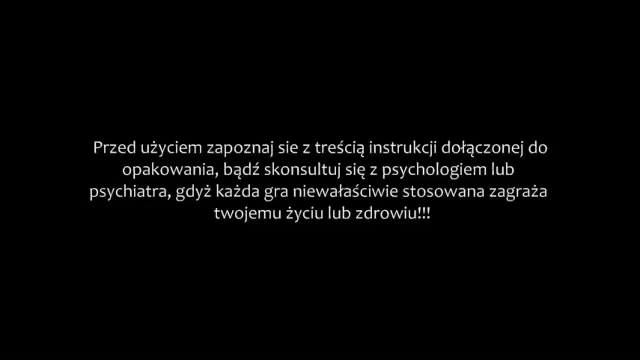 Przed użyciem zapoznaj sie z treścią instrukcji dołączonej do
opakowania, bądź skonsultuj się z psychologiem lub
psychiatra, gdyż każda gra niewałaściwie stosowana zagraża
twojemu życiu lub zdrowiu!!!